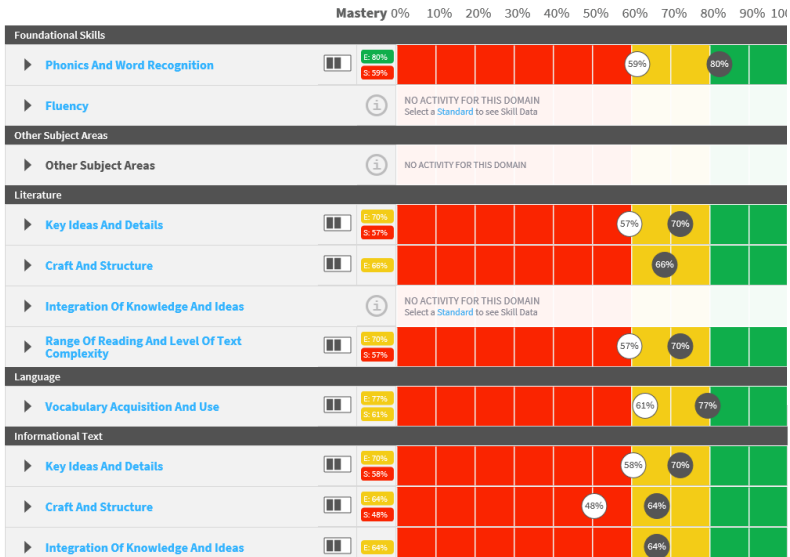 Mastery 0% 10% 20% 30% 40% 50% 60% 70% 80% 90% 100
Foundational Skills
Phonics And Word Recognition E: 80% 59% 80%
S: 59%
Fluency NO ACTIVITY FOR THIS DOMAIN
Select a Standard to see Skill Data
Other Subject Areas
Other Subject Areas NO ACTIVITY FOR THIS DOMAIN
Literature
Key Ideas And Details E: 70% 57% 70%
S: 57%
Craft And Structure E: 66% 66%
Integration Of Knowledge And Ideas NO ACTIVITY FOR THIS DOMAIN
Select a Standard to see Skill Data
Range Of Reading And Level Of Text E: 70% 57% 70%
Complexity S: 57%
Language
Vocabulary Acquisition And Use E: 77% 61% 77%
S: 61%
Informational Text
Key Ideas And Details E: 70% 58% 70%
S: 58%
Craft And Structure E: 64% 48% 64%
S: 48%
Integration Of Knowledge And Ideas E: 64% 64%